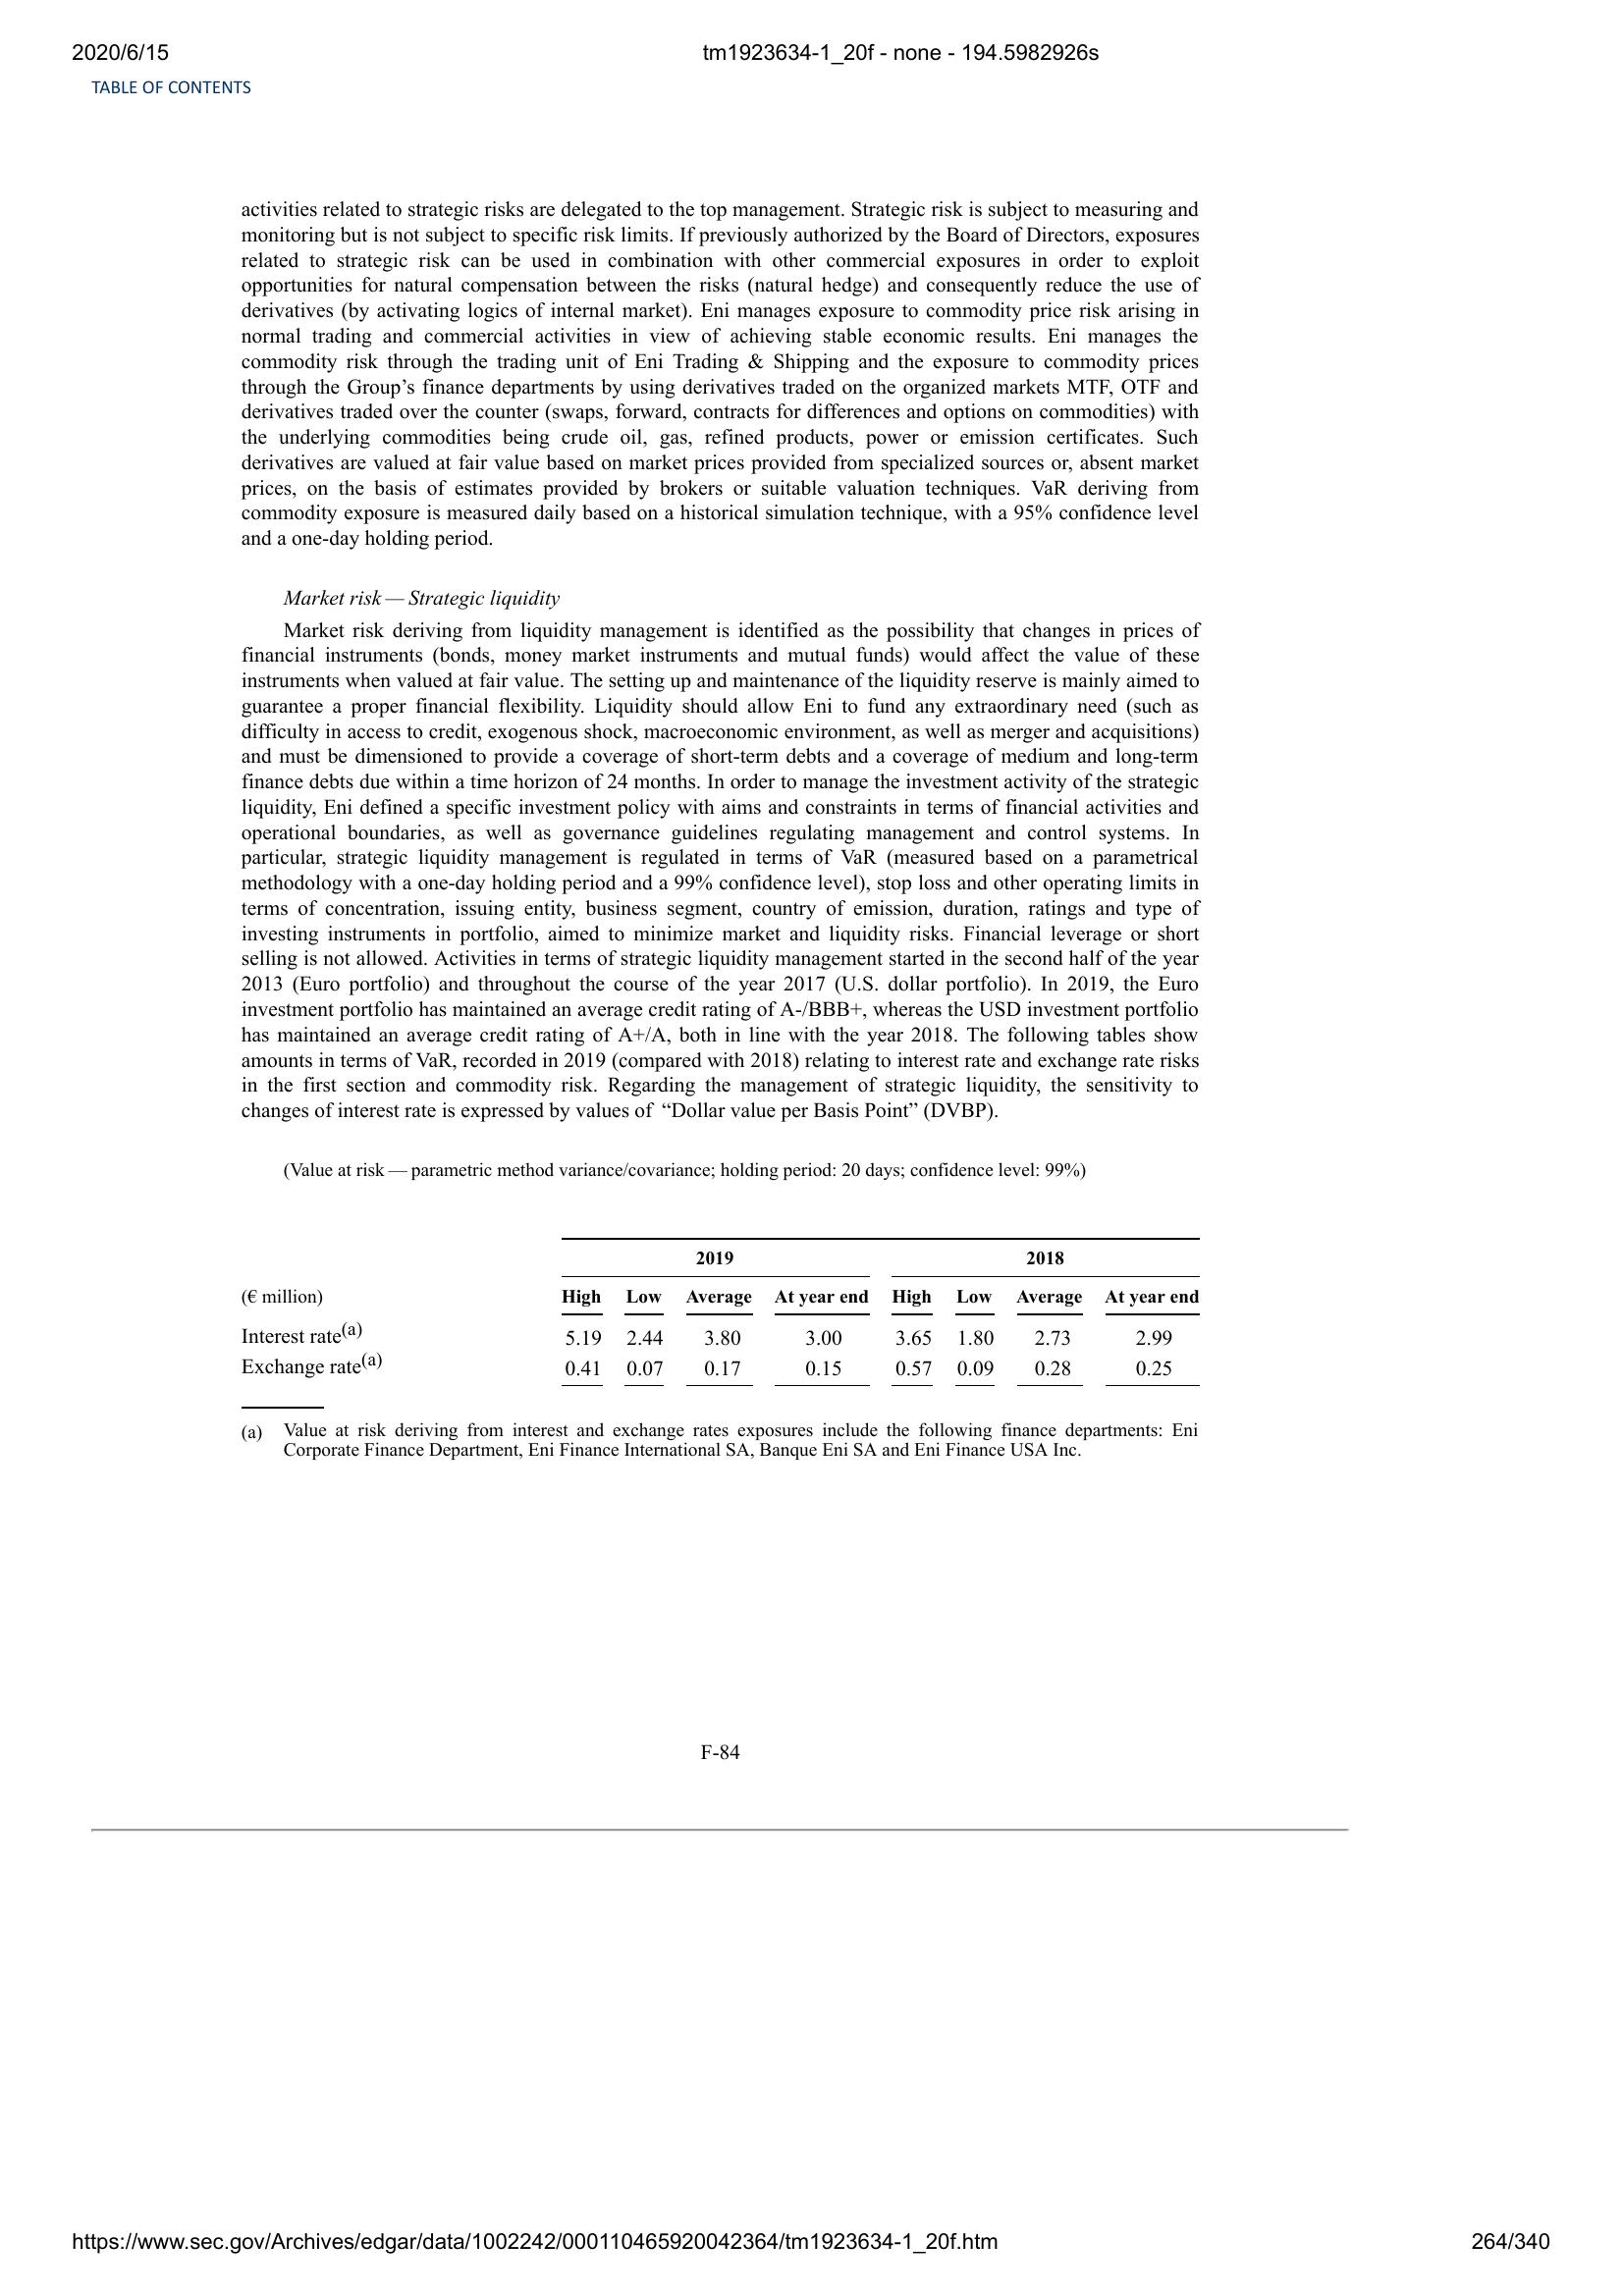 2020/6/15 tm1923634-1_20f - none - 194.5982926s
TABLE OF CONTENTS
activities related to strategic risks are delegated to the top management. Strategic risk is subject to measuring and
monitoring but is not subject to specific risk limits. If previously authorized by the Board of Directors, exposures
related to strategic risk can be used in combination with other commercial exposures in order to exploit
opportunities for natural compensation between the risks (natural hedge) and consequently reduce the use of
derivatives (by activating logics of internal market). Eni manages exposure to commodity price risk arising in
normal trading and commercial activities in view of achieving stable economic results. Eni manages the
commodity risk through the trading unit of Eni Trading & Shipping and the exposure to commodity prices
through the Group’s finance departments by using derivatives traded on the organized markets MTF, OTF and
derivatives traded over the counter (swaps, forward, contracts for differences and options on commodities) with
the underlying commodities being crude oil, gas, refined products, power or emission certificates. Such
derivatives are valued at fair value based on market prices provided from specialized sources or, absent market
prices, on the basis of estimates provided by brokers or suitable valuation techniques. VaR deriving from
commodity exposure is measured daily based on a historical simulation technique, with a 95% confidence level
and a one-day holding period.
Market risk — Strategic liquidity
Market risk deriving from liquidity management is identified as the possibility that changes in prices of
financial instruments (bonds, money market instruments and mutual funds) would affect the value of these
instruments when valued at fair value. The setting up and maintenance of the liquidity reserve is mainly aimed to
guarantee a proper financial flexibility. Liquidity should allow Eni to fund any extraordinary need (such as
difficulty in access to credit, exogenous shock, macroeconomic environment, as well as merger and acquisitions)
and must be dimensioned to provide a coverage of short-term debts and a coverage of medium and long-term
finance debts due within a time horizon of 24 months. In order to manage the investment activity of the strategic
liquidity, Eni defined a specific investment policy with aims and constraints in terms of financial activities and
operational boundaries, as well as governance guidelines regulating management and control systems. In
particular, strategic liquidity management is regulated in terms of VaR (measured based on a parametrical
methodology with a one-day holding period and a 99% confidence level), stop loss and other operating limits in
terms of concentration, issuing entity, business segment, country of emission, duration, ratings and type of
investing instruments in portfolio, aimed to minimize market and liquidity risks. Financial leverage or short
selling is not allowed. Activities in terms of strategic liquidity management started in the second half of the year
2013 (Euro portfolio) and throughout the course of the year 2017 (U.S. dollar portfolio). In 2019, the Euro
investment portfolio has maintained an average credit rating of A-/BBB+, whereas the USD investment portfolio
has maintained an average credit rating of A+/A, both in line with the year 2018. The following tables show
amounts in terms of VaR, recorded in 2019 (compared with 2018) relating to interest rate and exchange rate risks
in the first section and commodity risk. Regarding the management of strategic liquidity, the sensitivity to
changes of interest rate is expressed by values of “Dollar value per Basis Point” (DVBP).
(Value at risk — parametric method variance/covariance; holding period: 20 days; confidence level: 99%)
2019 2018
(€ million) High Low Average At year end High Low Average At year end
Interest rate(a) 5.19 2.44 3.80 3.00 3.65 1.80 2.73 2.99
Exchange rate(a) 0.41 0.07 0.17 0.15 0.57 0.09 0.28 0.25
(a) Value at risk deriving from interest and exchange rates exposures include the following finance departments: Eni
Corporate Finance Department, Eni Finance International SA, Banque Eni SA and Eni Finance USA Inc.
F-84
https://www.sec.gov/Archives/edgar/data/1002242/000110465920042364/tm1923634-1_20f.htm 264/340